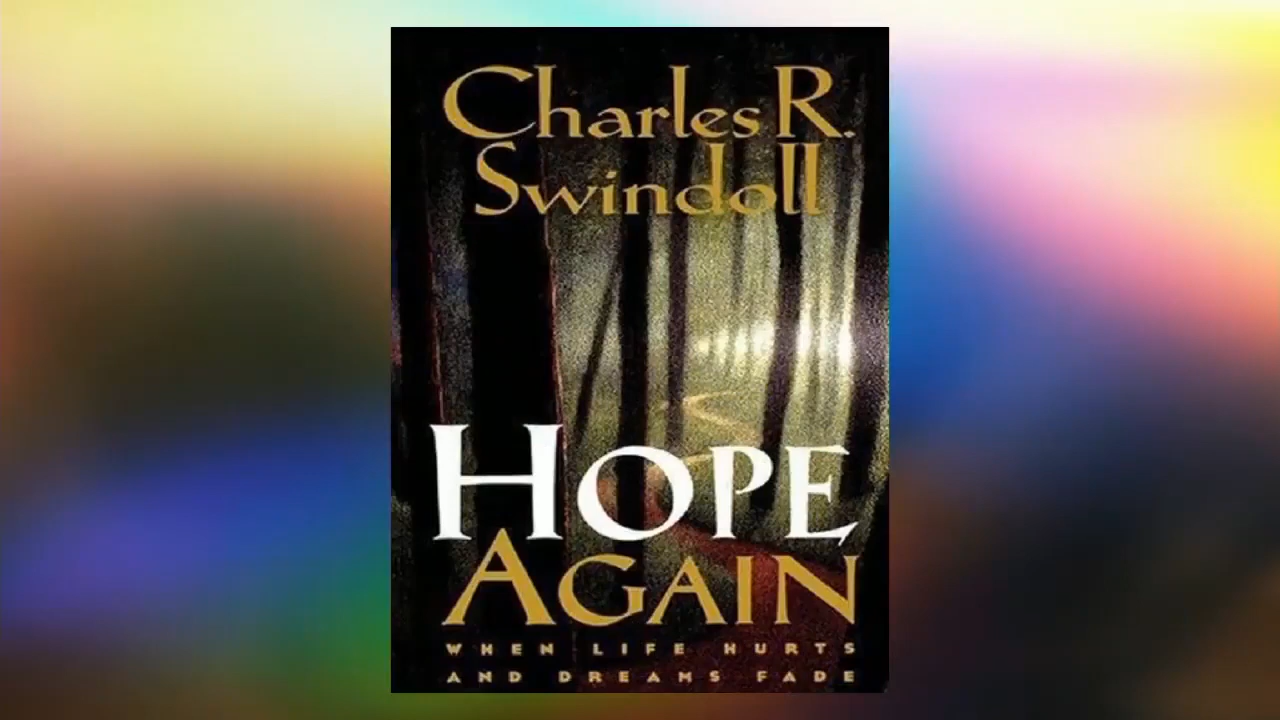 Charles R.
Swindoll
HOPE
AGAIN
WHEN LIFE HURTS
AND DREAMS FADE